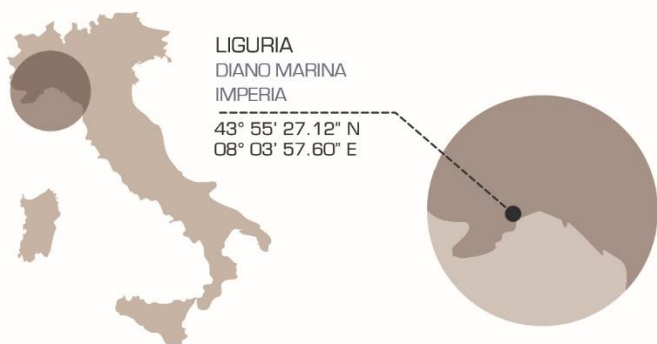 LIGURIA
DIANO MARINA
IMPERIA
43° 55' 27.12" N
08° 03' 57.60" E